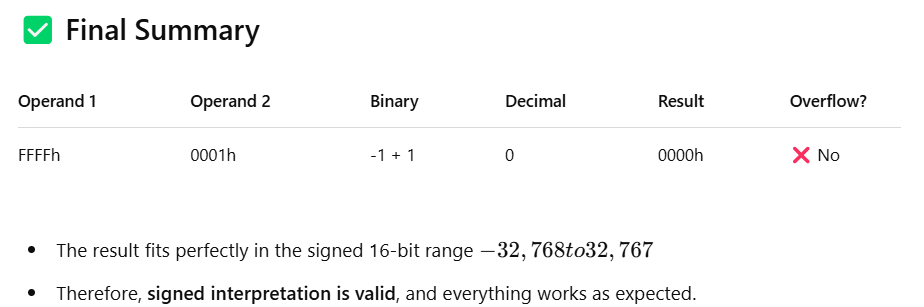 ✅ Final Summary
Operand 1 Operand 2 Binary Decimal Result Overflow?
FFFFh 0001h -1 + 1 0 0000h ❌ No
• The result fits perfectly in the signed 16-bit range −32,768to32,767
• Therefore, signed interpretation is valid, and everything works as expected.